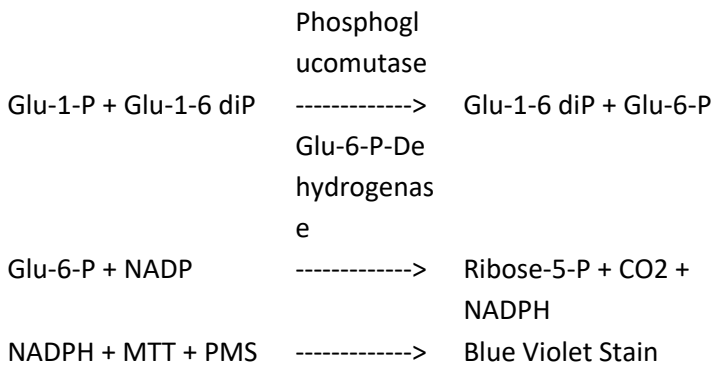 Phosphogl
ucomutase
Glu-1-P + Glu-1-6 diP -------------> Glu-1-6 diP + Glu-6-P
Glu-6-P-De
hydrogenas
e
Glu-6-P + NADP -------------> Ribose-5-P + CO2 +
NADPH
NADPH + MTT + PMS -------------> Blue Violet Stain